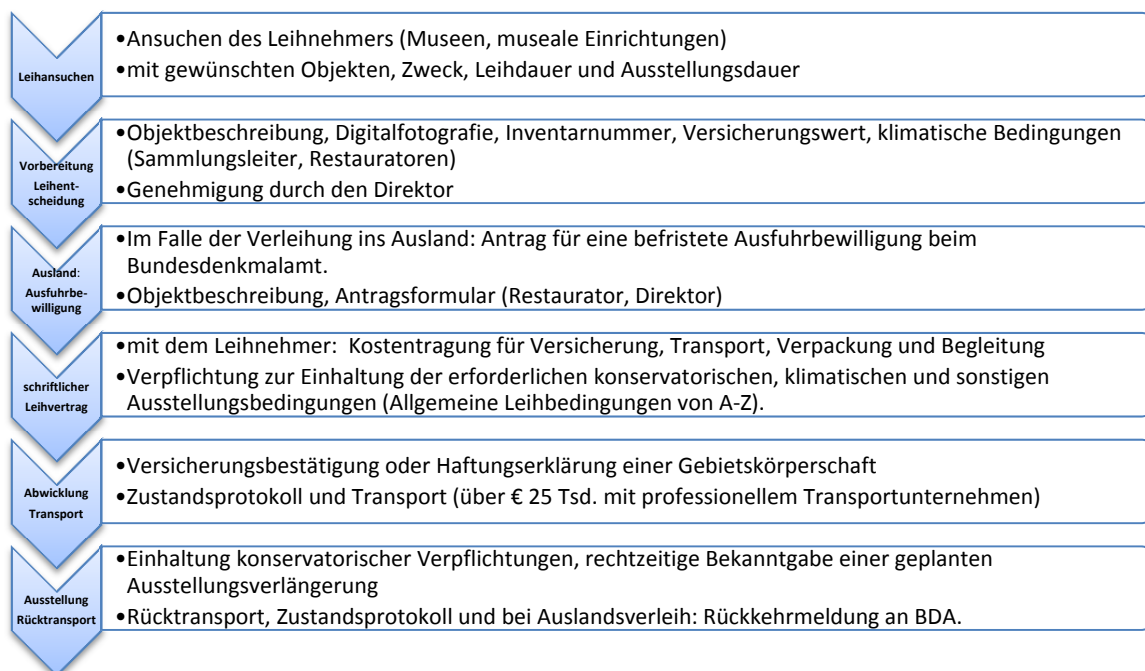 Leihansuchen
•Ansuchen des Leihnehmers (Museen, museale Einrichtungen)
•mit gewünschten Objekten, Zweck, Leihdauer und Ausstellungsdauer
Vorbereitung
Leihent-
scheidung
•Objektbeschreibung, Digitalfotografie, Inventarnummer, Versicherungswert, klimatische Bedingungen
(Sammlungsleiter, Restauratoren)
•Genehmigung durch den Direktor
Ausland:
Ausfuhrbe-
willigung
•Im Falle der Verleihung ins Ausland: Antrag für eine befristete Ausfuhrbewilligung beim
Bundesdenkmalamt.
•Objektbeschreibung, Antragsformular (Restaurator, Direktor)
schriftlicher
Leihvertrag
•mit dem Leihnehmer: Kostentragung für Versicherung, Transport, Verpackung und Begleitung
•Verpflichtung zur Einhaltung der erforderlichen konservatorischen, klimatischen und sonstigen
Ausstellungsbedingungen (Allgemeine Leihbedingungen von A-Z).
Abwicklung
Transport
•Versicherungsbestätigung oder Haftungserklärung einer Gebietskörperschaft
•Zustandsprotokoll und Transport (über € 25 Tsd. mit professionellem Transportunternehmen)
Ausstellung
Rücktransport
•Einhaltung konservatorischer Verpflichtungen, rechtzeitige Bekanntgabe einer geplanten
Ausstellungsverlängerung
•Rücktransport, Zustandsprotokoll und bei Auslandsverleih: Rückkehrmeldung an BDA.